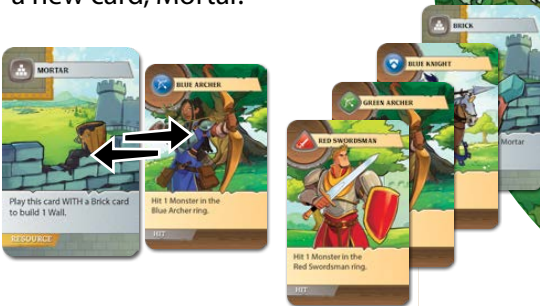 a new card, Mortar.
MORTAR
Play this card WITH a Brick card
to build 1 Wall.
RESOURCE
BLUE ARCHER
Hit 1 Monster in the
Blue Archer ring.
HIT
RED SWORDSMAN
Hit 1 Monster in the
Red Swordsman ring.
HIT
GREEN ARCHER
BLUE KNIGHT
BRICK
Mortar